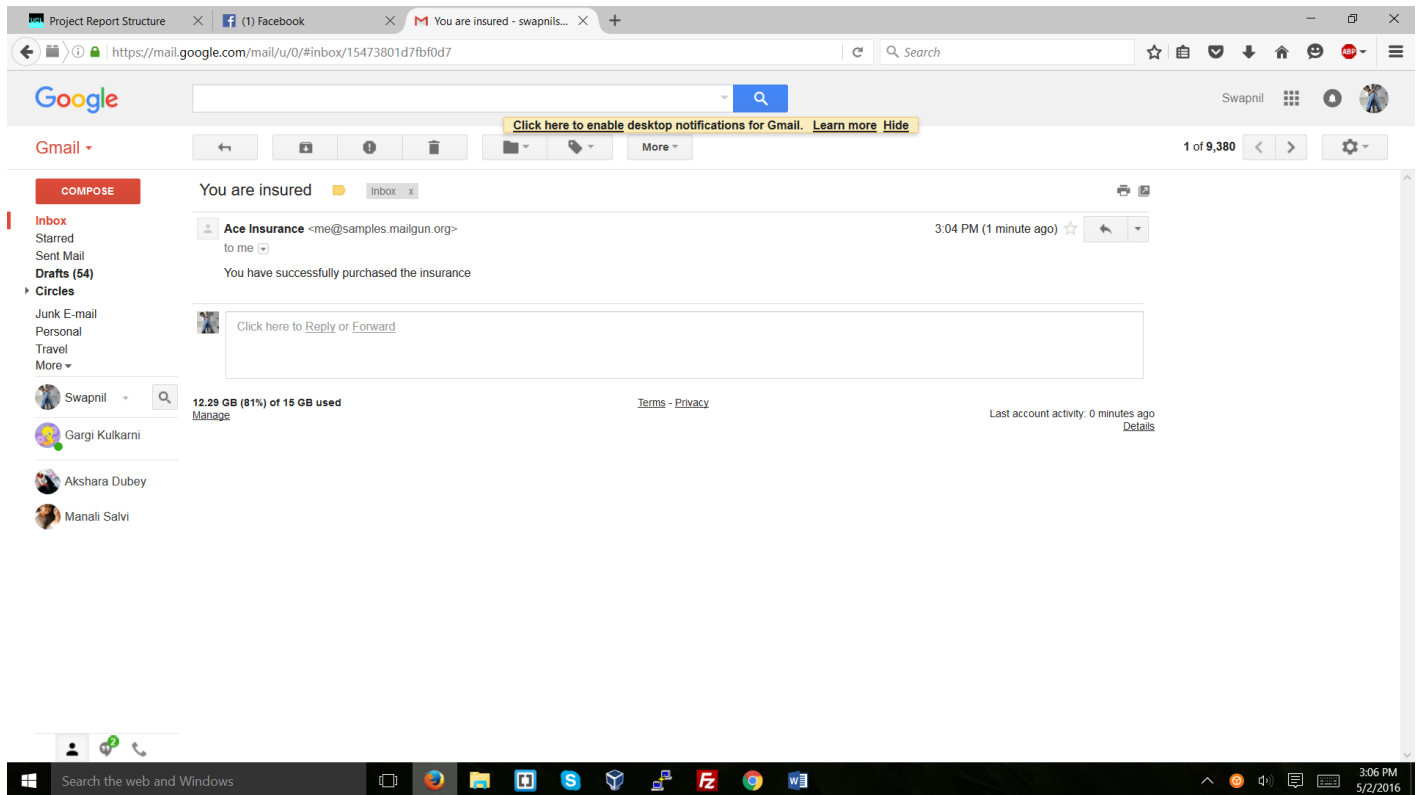 UCL Project Report Structure
(1) Facebook
You are insured - swapnils...
https://mail.google.com/mail/u/0/#inbox/15473801d7fbf0d7
Search
ABP
Google
Swapnil
Click here to enable desktop notifications for Gmail. Learn more Hide
Gmail
More
1 of 9,380
COMPOSE
You are insured
Inbox x
Inbox
Starred
Sent Mail
Drafts (54)
Circles
Junk E-mail
Personal
Travel
More
Ace Insurance <me@samples.mailgun.org>
3:04 PM (1 minute ago)
to me
You have successfully purchased the insurance
Click here to Reply or Forward
Swapnil
Gargi Kulkarni
Akshara Dubey
Manali Salvi
12.29 GB (81%) of 15 GB used
Manage
Terms - Privacy
Last account activity: 0 minutes ago
Details
2
Search the web and Windows
3:06 PM
5/2/2016